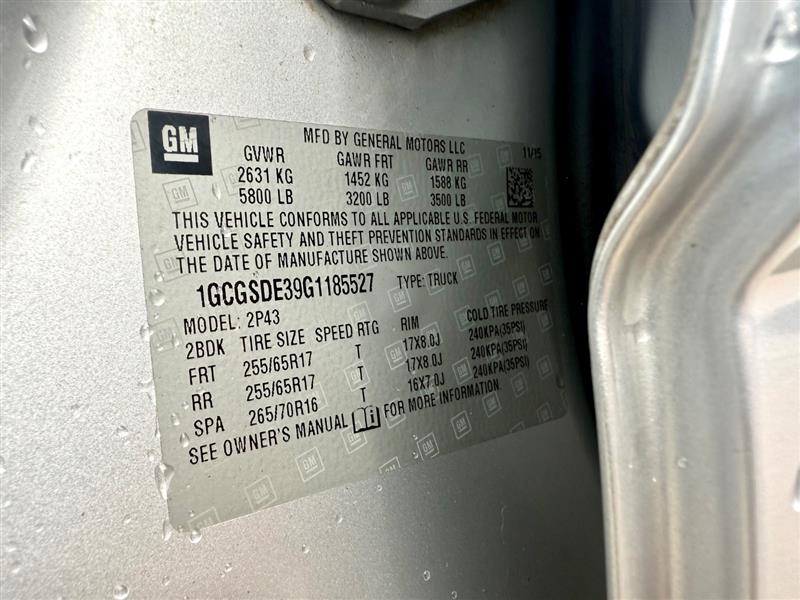 GM
MFD BY GENERAL MOTORS LLC
11/15
GVWR GAWR FRT GAWR RR
2631 KG 1452 KG 1588 KG
5800 LB 3200 LB 3500 LB
THIS VEHICLE CONFORMS TO ALL APPLICABLE U.S. FEDERAL MOTOR
VEHICLE SAFETY AND THEFT PREVENTION STANDARDS IN EFFECT ON
THE DATE OF MANUFACTURE SHOWN ABOVE.
1GCGSDE39G1185527 TYPE: TRUCK
MODEL: 2P43
2BDK TIRE SIZE SPEED RTG RIM COLD TIRE PRESSURE
FRT 255/65R17 T 17X8.0J 240KPA(35PSI)
RR 255/65R17 T 17X8.0J 240KPA(35PSI)
SPA 265/70R16 T 16X7.0J 240KPA(35PSI)
SEE OWNER'S MANUAL i FOR MORE INFORMATION.